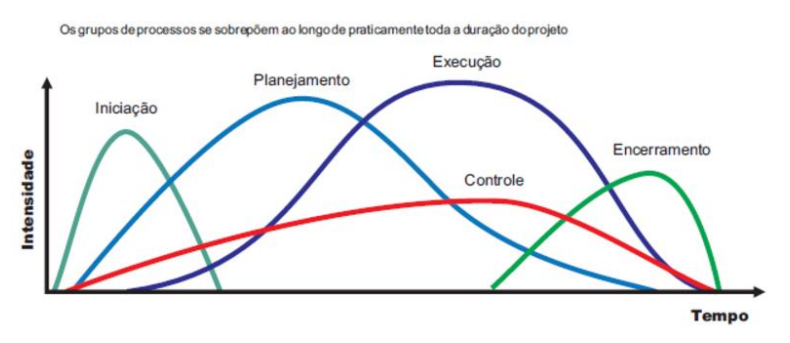 Os grupos de processos se sobrepõem ao longo de praticamente toda a duração do projeto
Execução
Planejamento
Iniciação
Encerramento
Controle
Intensidade
Tempo